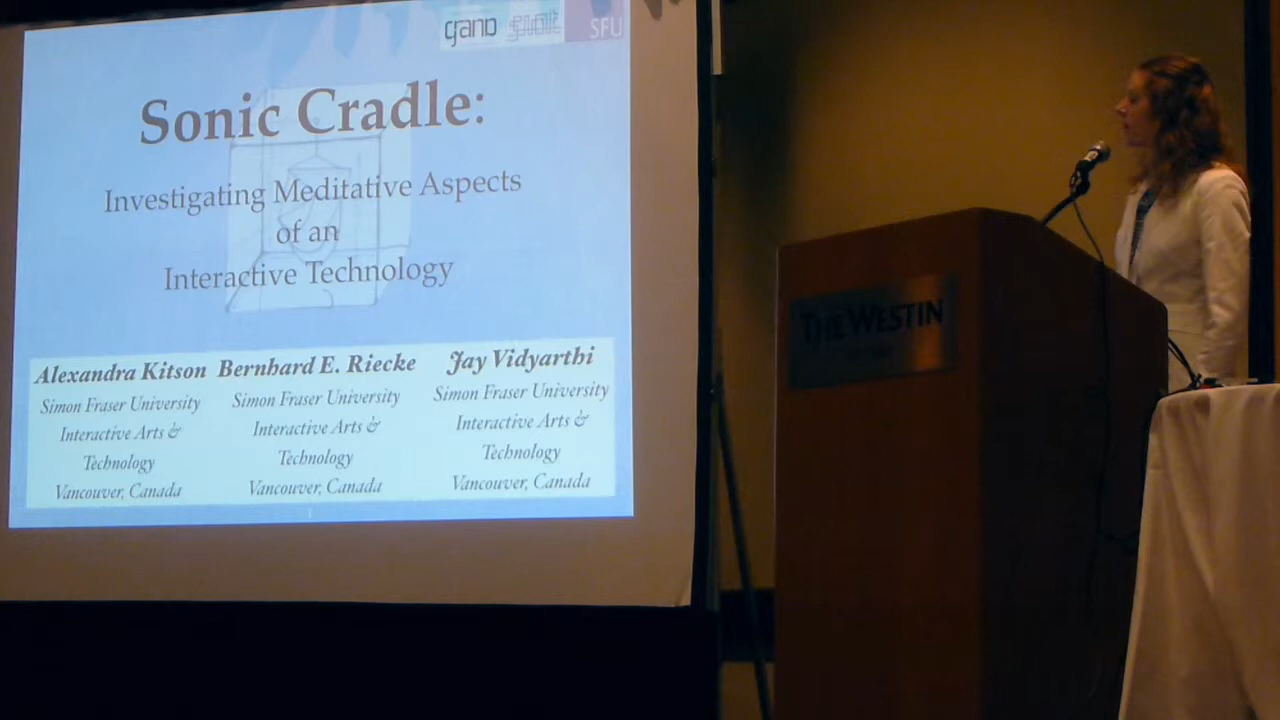 grand
SFU
Sonic Cradle:
Investigating Meditative Aspects
of an
Interactive Technology
Alexandra Kitson Bernhard E. Riecke Jay Vidyarthi
Simon Fraser University Simon Fraser University Simon Fraser University
Interactive Arts & Interactive Arts & Interactive Arts &
Technology Technology Technology
Vancouver, Canada Vancouver, Canada Vancouver, Canada
1
THE WESTIN